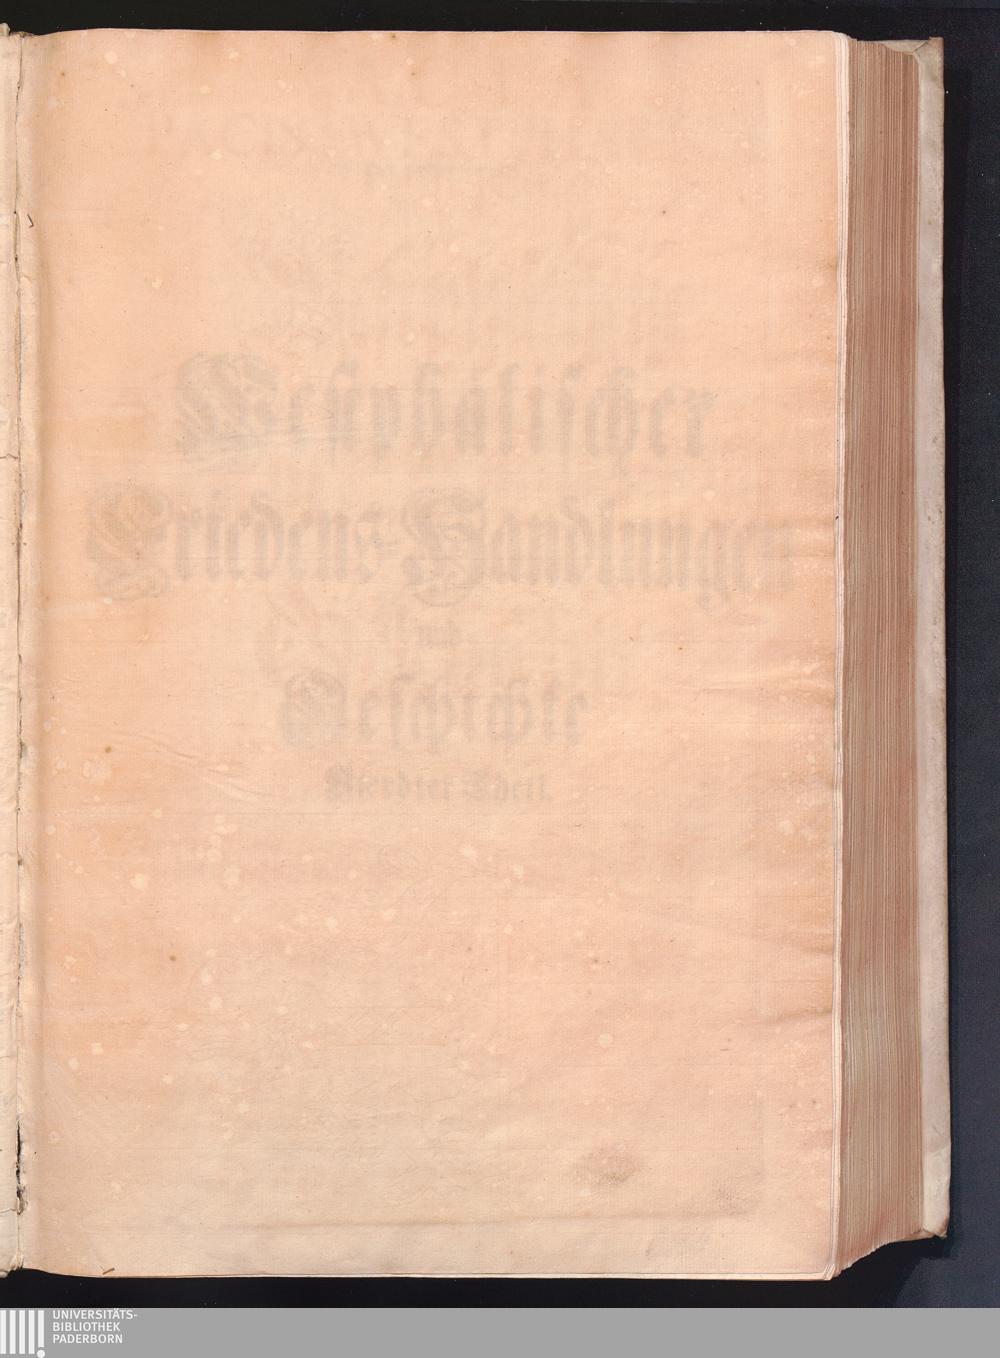 Westphälischer
Friedens-Handlungen
und
Geschichte
Vierdter Theil.
UNIVERSITÄTS-
BIBLIOTHEK
PADERBORN